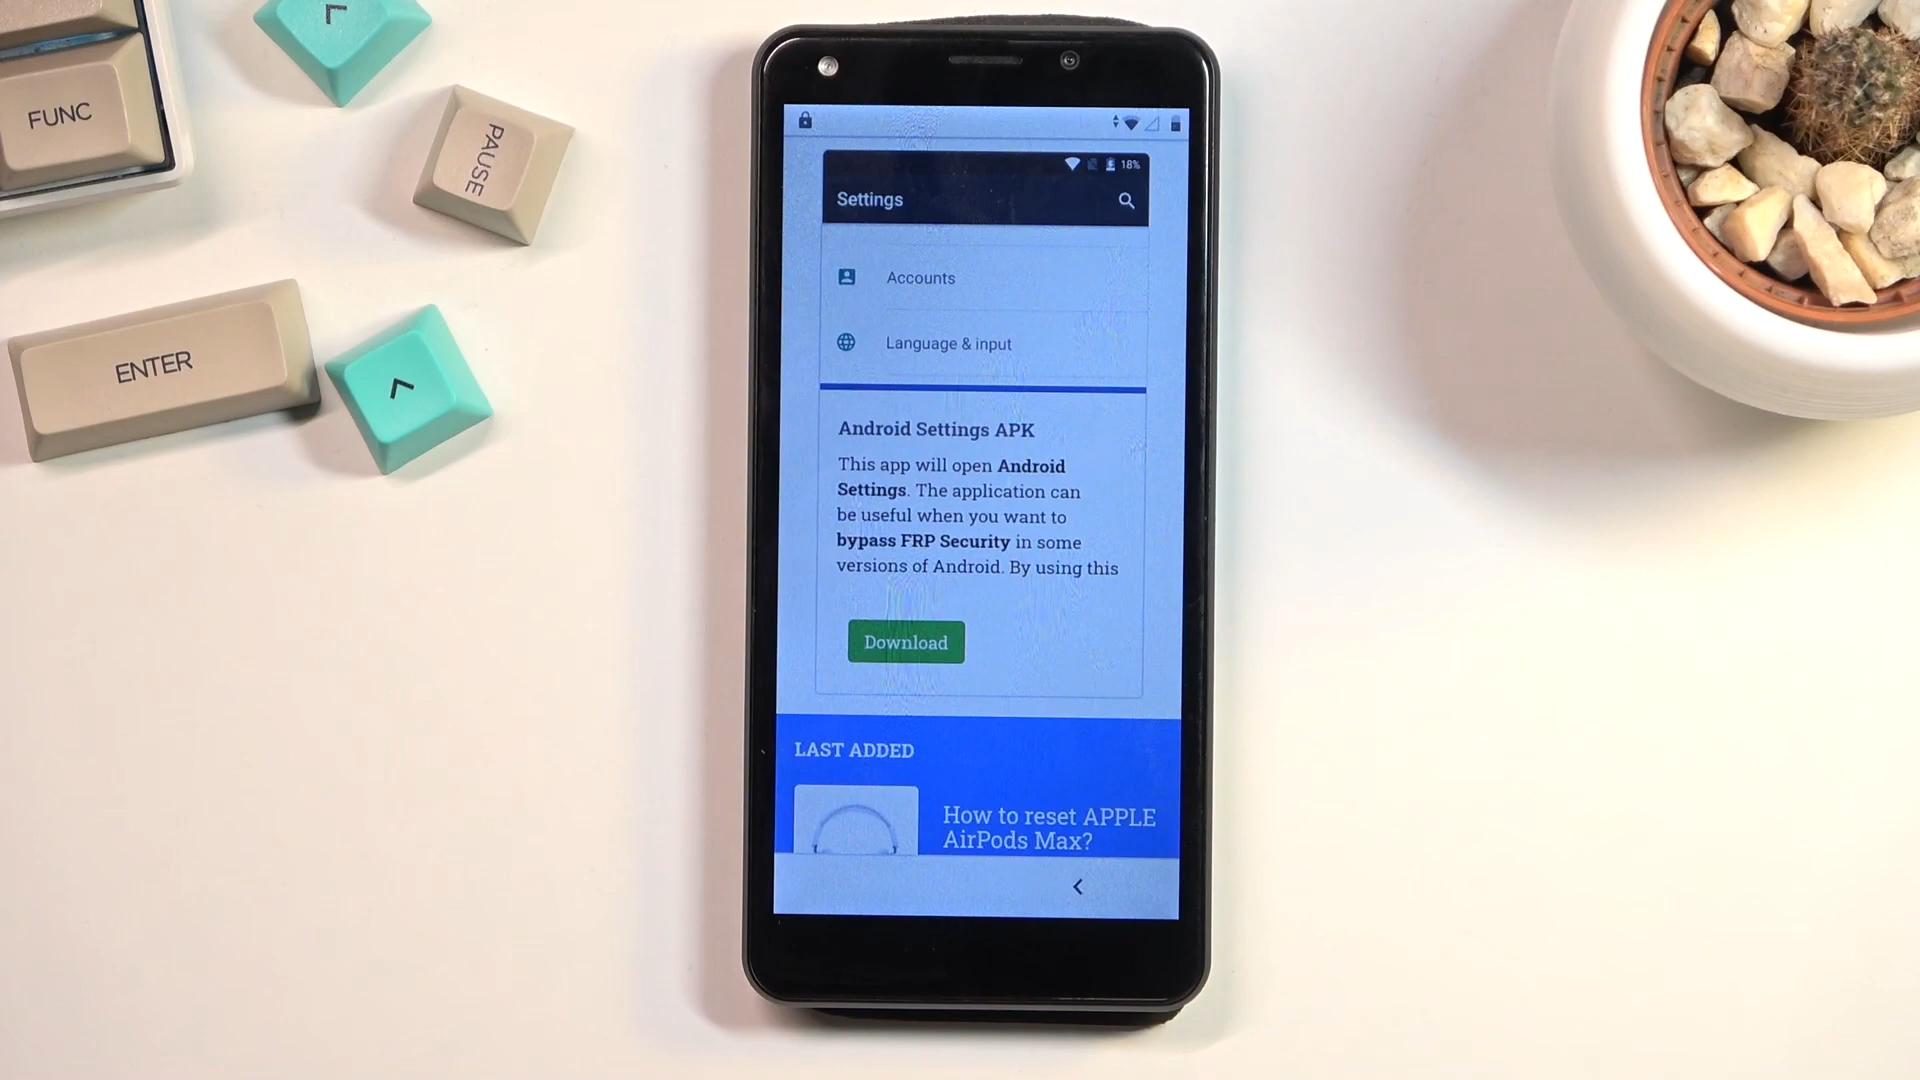 FUNC
PAUSE
ENTER
18%
Settings
Accounts
Language & input
Android Settings APK
This app will open Android
Settings. The application can
be useful when you want to
bypass FRP Security in some
versions of Android. By using this
Download
LAST ADDED
How to reset APPLE
AirPods Max?